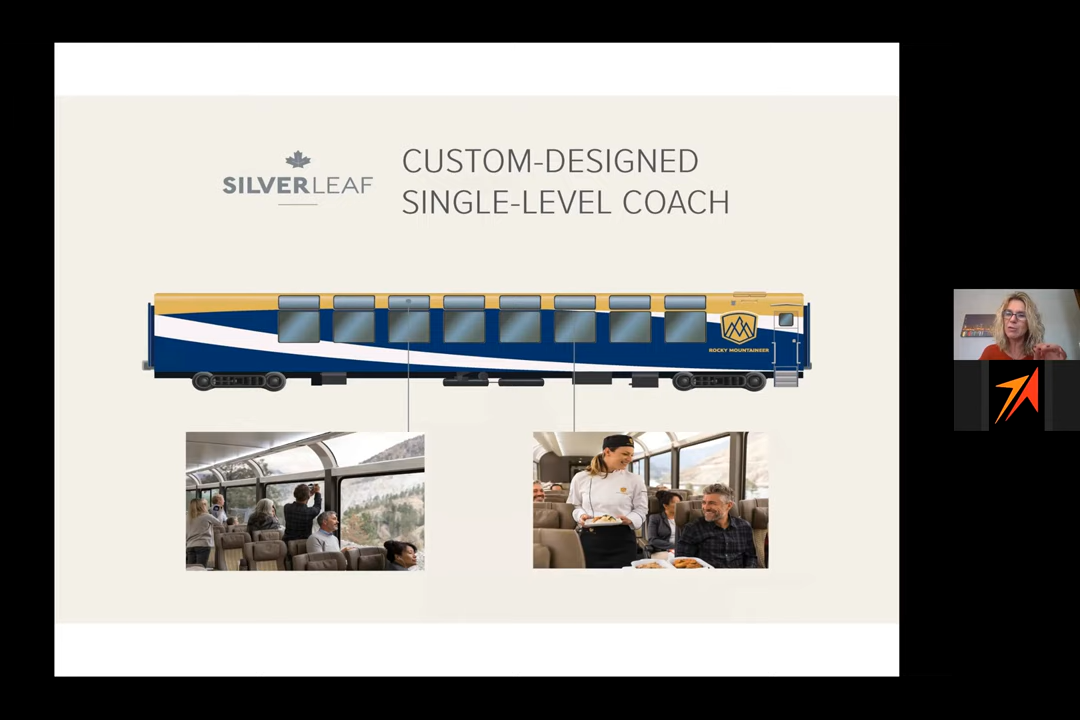 SILVERLEAF
CUSTOM-DESIGNED
SINGLE-LEVEL COACH
ROCKY MOUNTAINEER